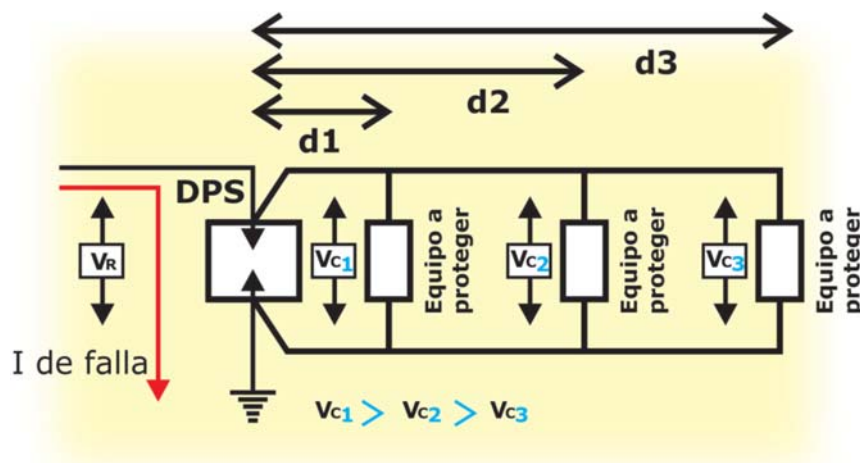 d3
d2
d1
DPS
VR
VC1
Equipo a
proteger
VC2
Equipo a
proteger
VC3
Equipo a
proteger
I de falla
VC1 > VC2 > VC3